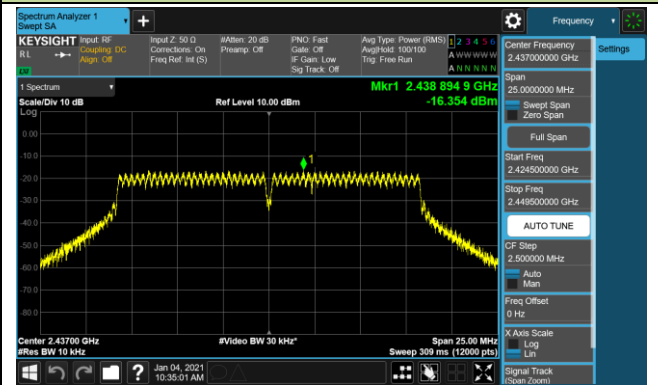 Spectrum Analyzer 1
Swept SA
Frequency
KEYSIGHT
RL
Input: RF
Coupling: DC
Align: Off
Input Z: 50 Ω
Corrections: On
Freq Ref: Int (S)
#Atten: 20 dB
Preamp: Off
PNO: Fast
Gate: Off
IF Gain: Low
Sig Track: Off
Avg Type: Power (RMS)
Avg|Hold: 100/100
Trig: Free Run
1 2 3 4 5 6
A W W W W W
A N N N N N
1 Spectrum
Scale/Div 10 dB
Log
Ref Level 10.00 dBm
Mkr1 2.438 894 9 GHz
-16.354 dBm
0.00
-10.0
-20.0
-30.0
-40.0
-50.0
-60.0
-70.0
-80.0
1
Center 2.43700 GHz
#Res BW 10 kHz
#Video BW 30 kHz*
Span 25.00 MHz
Sweep 309 ms (12000 pts)
Jan 04, 2021
10:35:01 AM
Settings
Center Frequency
2.437000000 GHz
Span
25.0000000 MHz
Swept Span
Zero Span
Full Span
Start Freq
2.424500000 GHz
Stop Freq
2.449500000 GHz
AUTO TUNE
CF Step
2.500000 MHz
Auto
Man
Freq Offset
0 Hz
X Axis Scale
Log
Lin
Signal Track
(Span Zoom)